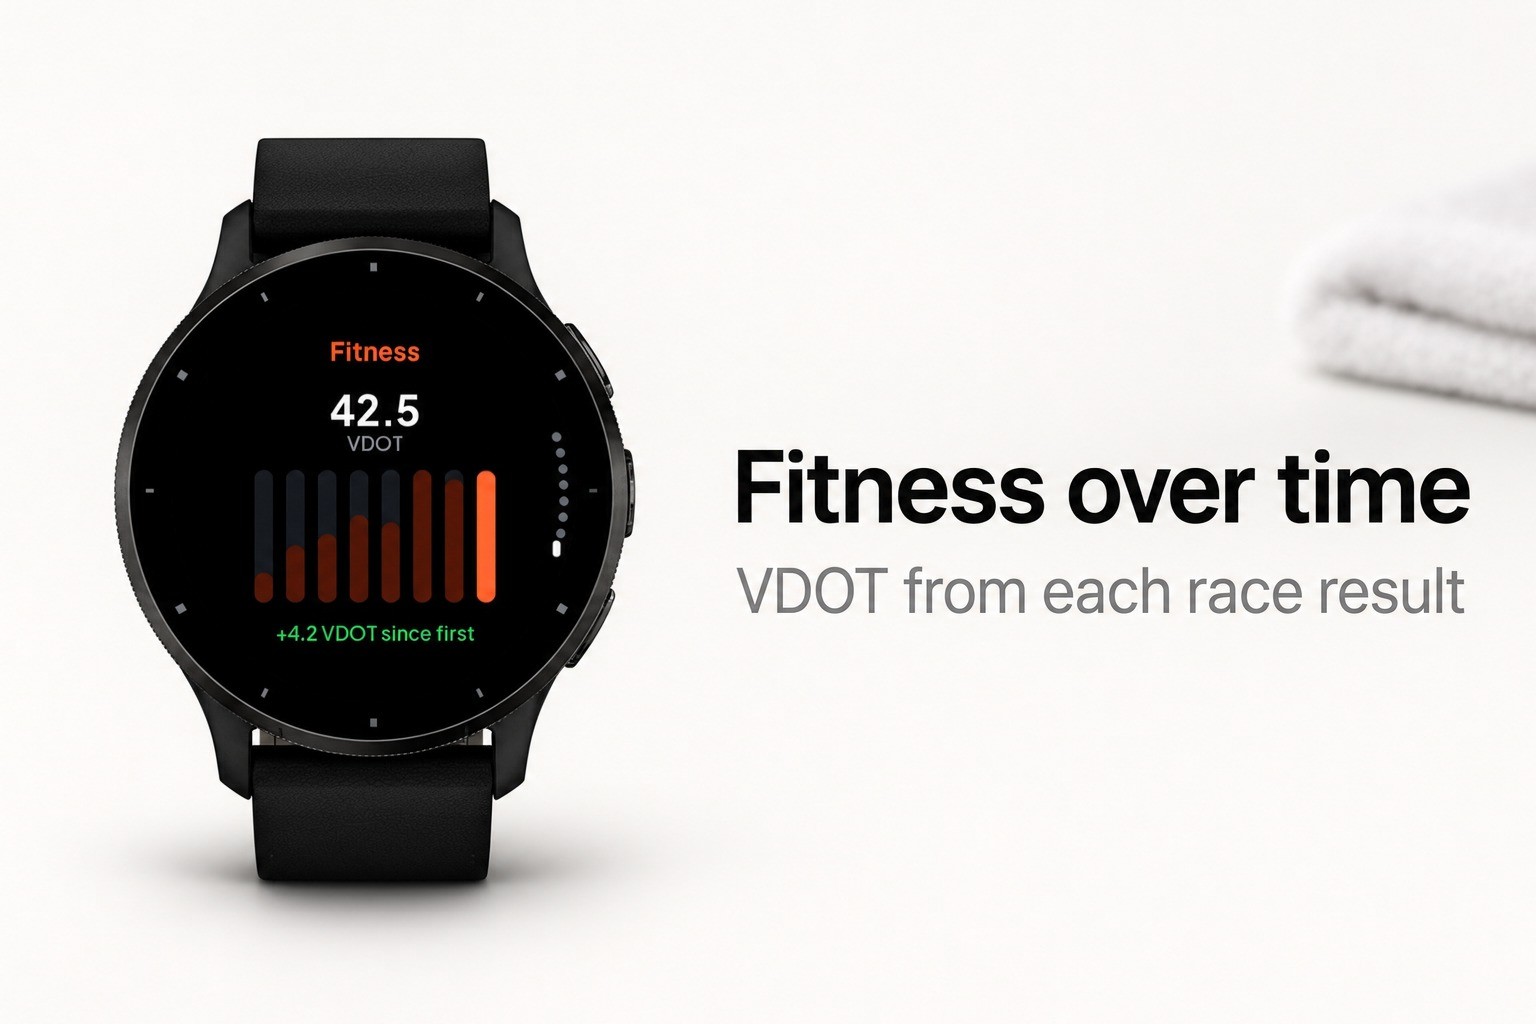 Fitness
42.5
VDOT
+4.2 VDOT since first
Fitness over time
VDOT from each race result